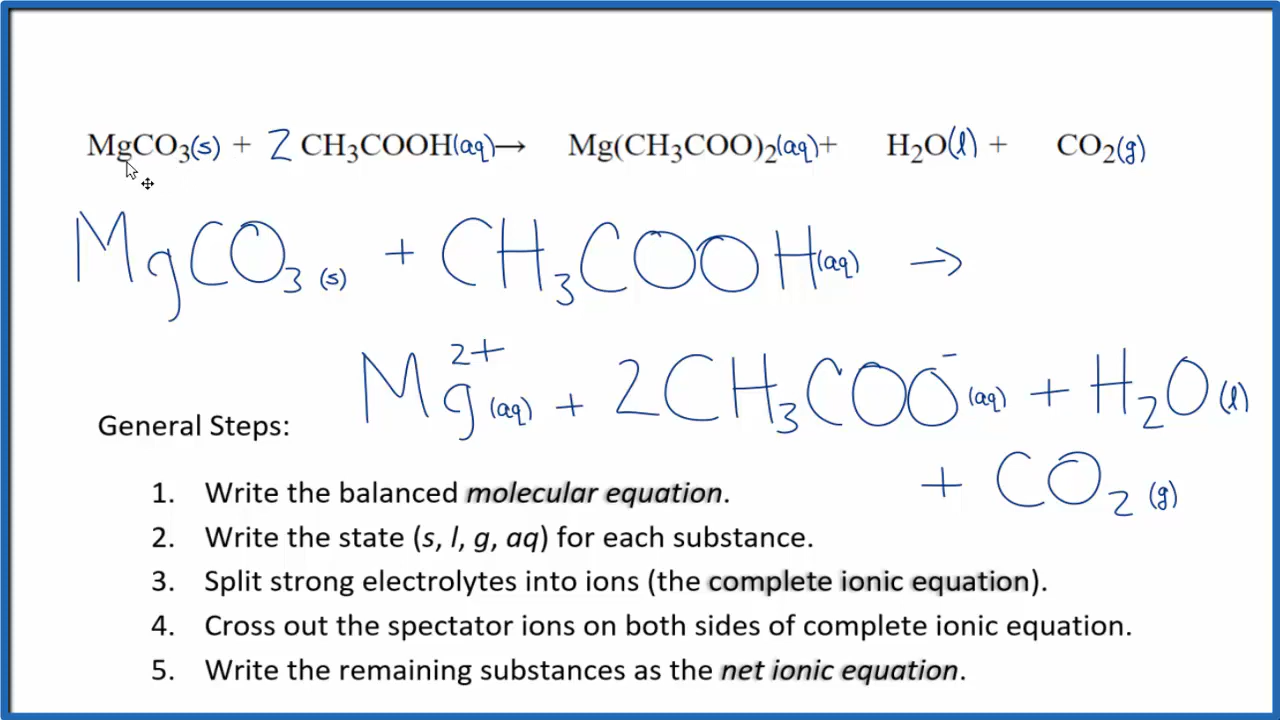 MgCO₃(s) + 2 CH₃COOH(aq) → Mg(CH₃COO)₂(aq) + H₂O(l) + CO₂(g)
MgCO₃ (s) + CH₃COOH(aq) →
Mg²⁺(aq) + 2CH₃COO⁻(aq) + H₂O(l)
+ CO₂(g)
General Steps:
1. Write the balanced molecular equation.
2. Write the state (s, l, g, aq) for each substance.
3. Split strong electrolytes into ions (the complete ionic equation).
4. Cross out the spectator ions on both sides of complete ionic equation.
5. Write the remaining substances as the net ionic equation.